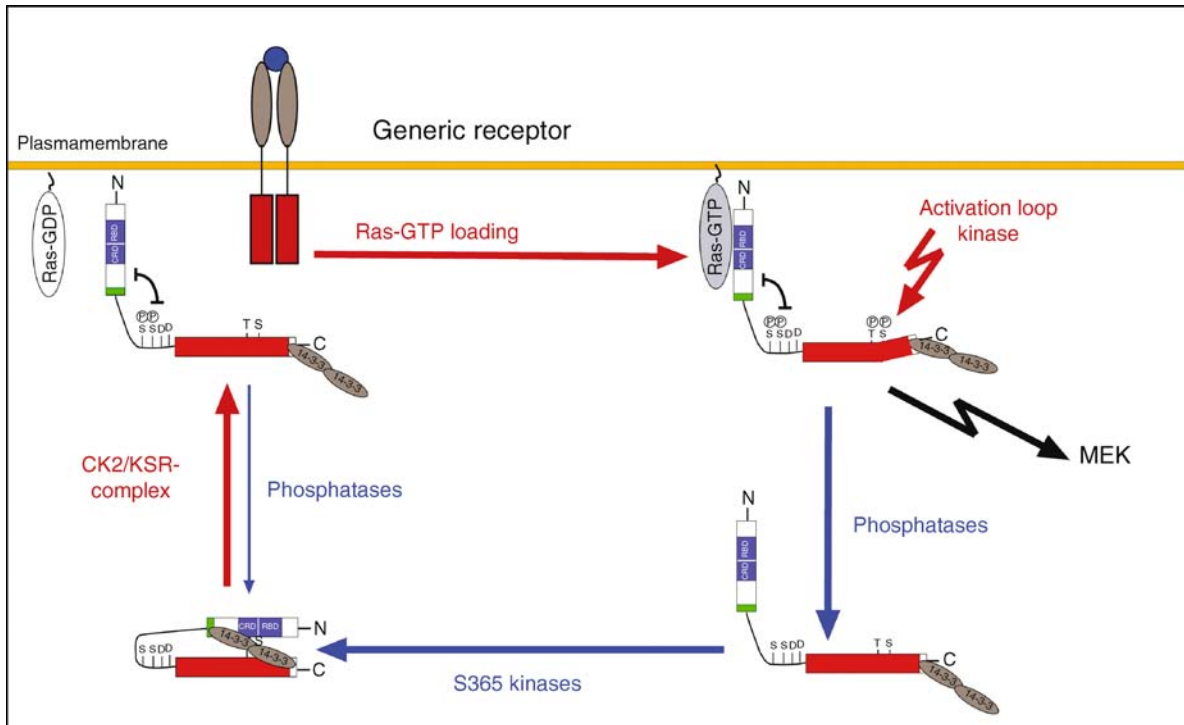 Plasmamembrane
Generic receptor
Ras-GDP
N
CRD RBD
P P
S S D D
T S
C
14-3-3
14-3-3
Ras-GTP loading
Ras-GTP
N
CRD RBD
P P
S S D D
P P
T S
C
14-3-3
14-3-3
Activation loop
kinase
MEK
CK2/KSR-
complex
Phosphatases
Phosphatases
N
CRD RBD
S S D D
T S
C
14-3-3
14-3-3
S365 kinases
CRD RBD
N
14-3-3
S
14-3-3
S S D D
C